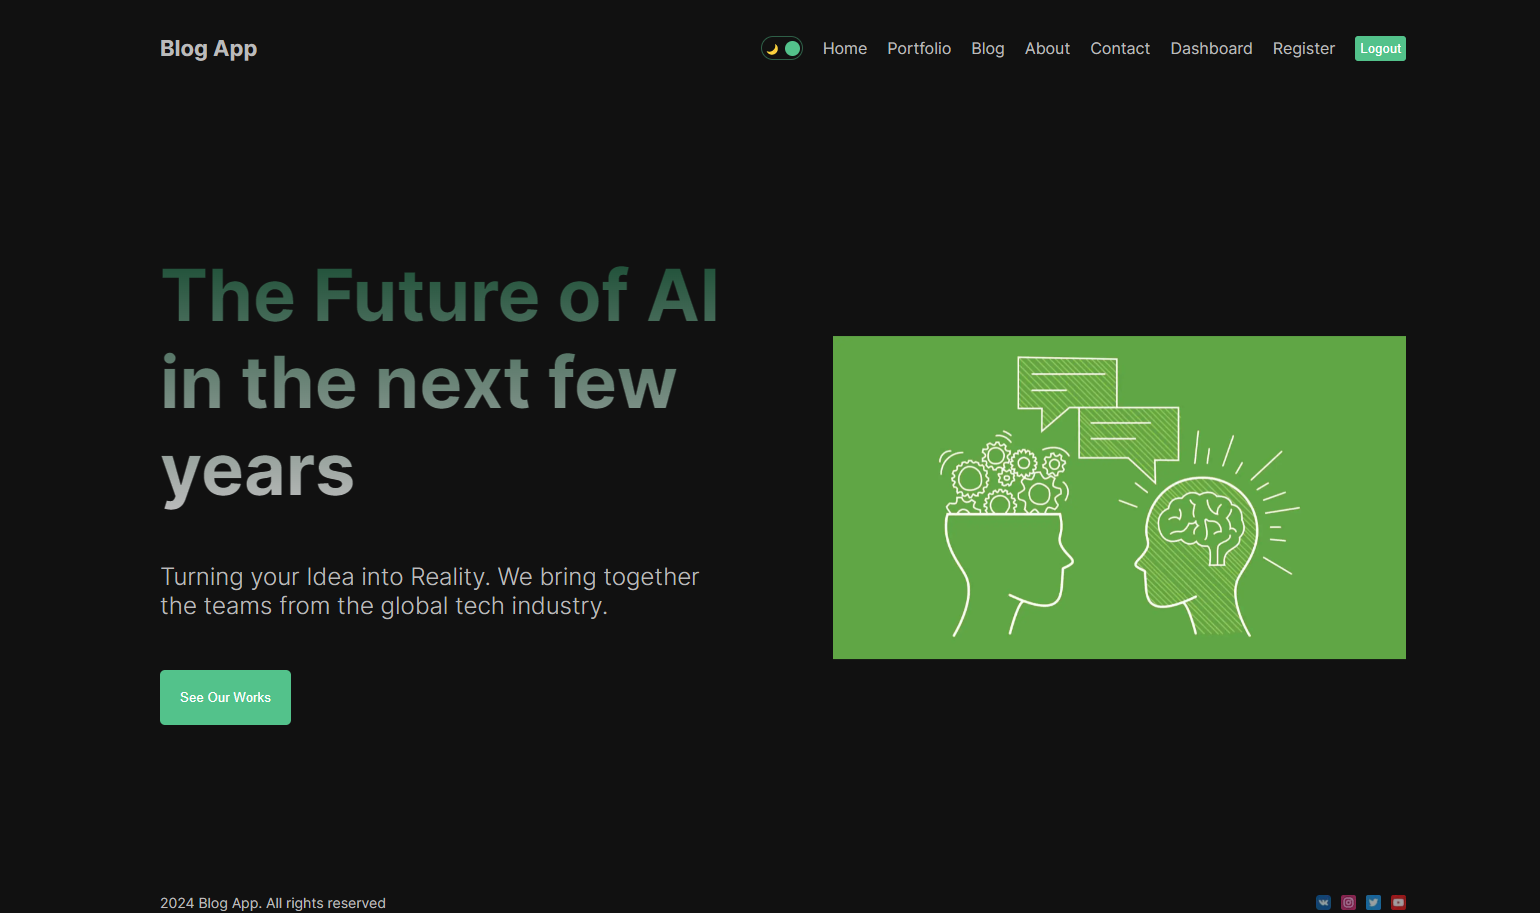 Blog App
Home Portfolio Blog About Contact Dashboard Register Logout
The Future of AI
in the next few
years
Turning your Idea into Reality. We bring together
the teams from the global tech industry.
See Our Works
2024 Blog App. All rights reserved